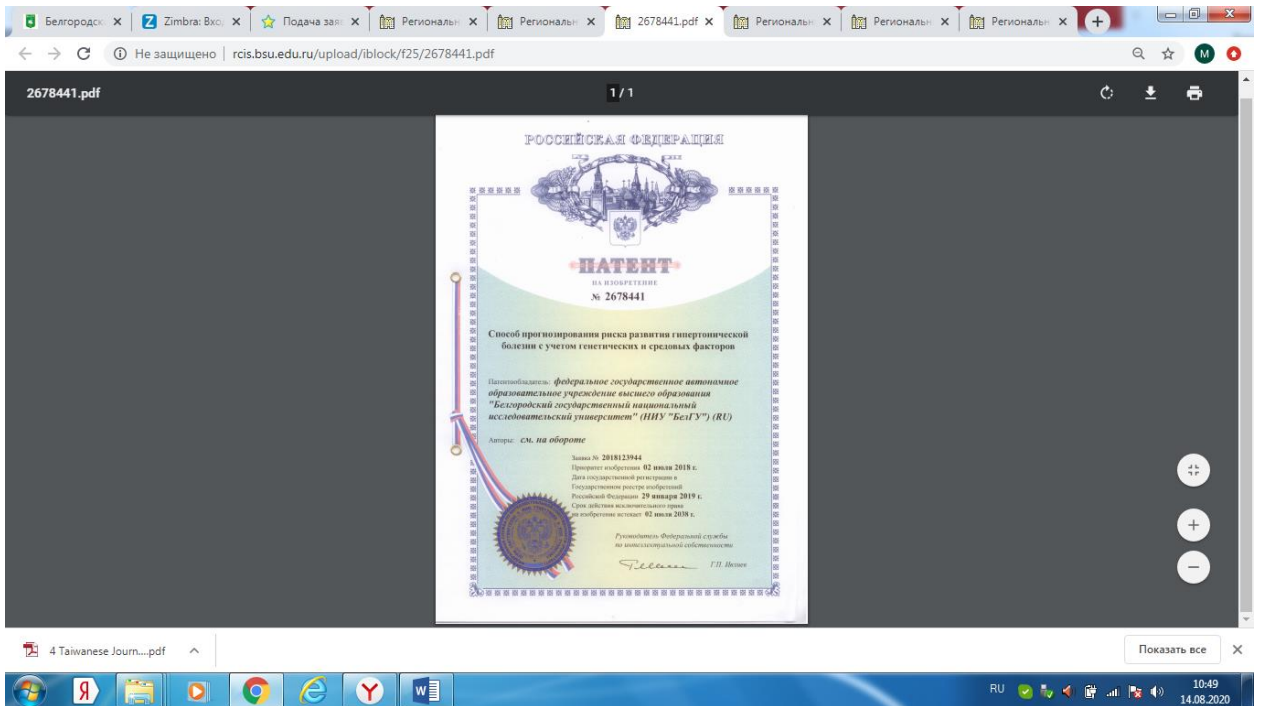 Белгородск
Zimbra: Вхо
Подача зая
Региональн
Региональн
2678441.pdf
Региональн
Региональн
Региональн
Не защищено | rcis.bsu.edu.ru/upload/iblock/f25/2678441.pdf
M
2678441.pdf
1 / 1
РОССИЙСКАЯ ФЕДЕРАЦИЯ
ПАТЕНТ
НА ИЗОБРЕТЕНИЕ
№ 2678441
Способ прогнозирования риска развития гипертонической
болезни с учетом генетических и средовых факторов
Патентообладатель: федеральное государственное автономное
образовательное учреждение высшего образования
"Белгородский государственный национальный
исследовательский университет" (НИУ "БелГУ") (RU)
Авторы: см. на обороте
Заявка № 2018123944
Приоритет изобретения 02 июля 2018 г.
Дата государственной регистрации в
Государственном реестре изобретений
Российской Федерации 29 января 2019 г.
Срок действия исключительного права
на изобретение истекает 02 июля 2038 г.
Руководитель Федеральной службы
по интеллектуальной собственности
Г.П. Ивлиев
4 Taiwanese Journ....pdf
Показать все
RU
10:49
14.08.2020